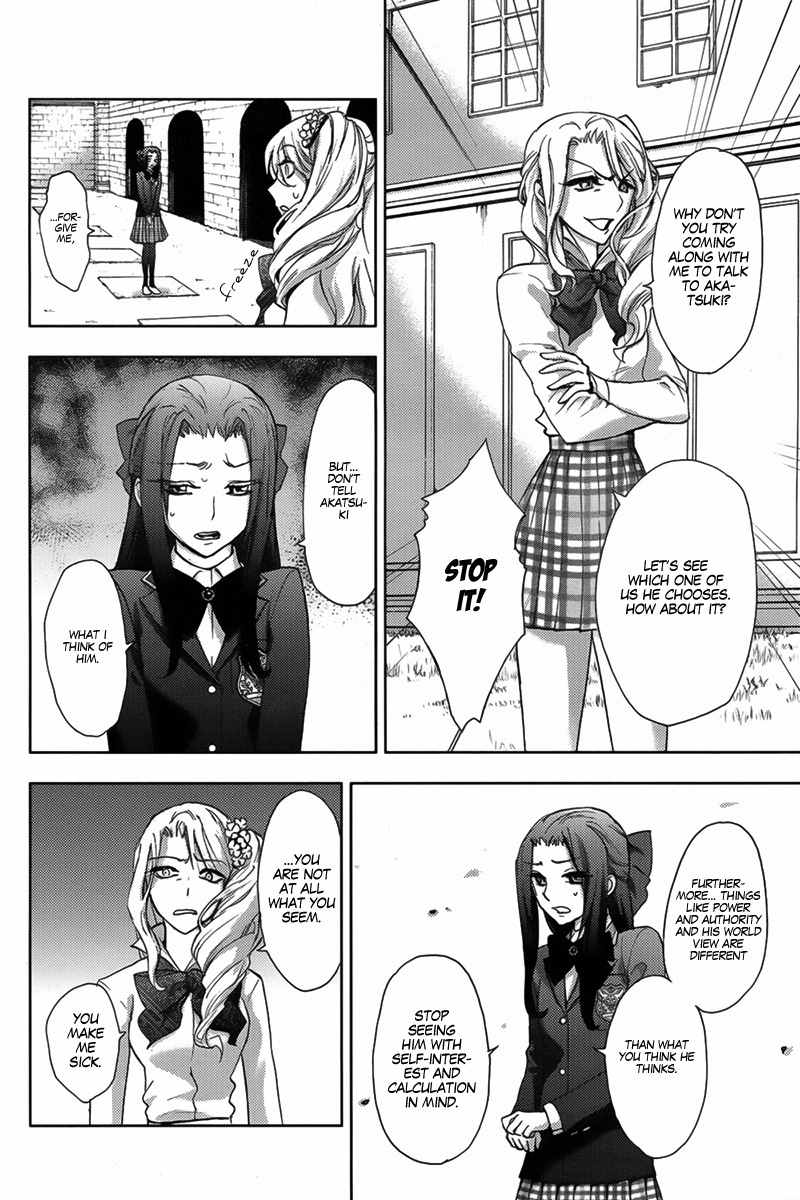 WHY DON'T
YOU TRY
COMING
ALONG WITH
ME TO TALK
TO AKA-
TSUKI?
LET'S SEE
WHICH ONE OF
US HE CHOOSES.
HOW ABOUT IT?
STOP
IT!
...FOR-
GIVE
ME,
freeze
BUT...
DON'T
TELL
AKATSU-
KI
WHAT I
THINK OF
HIM.
FURTHER-
MORE... THINGS
LIKE POWER
AND AUTHORITY
AND HIS WORLD
VIEW ARE
DIFFERENT
THAN WHAT
YOU THINK HE
THINKS.
STOP
SEEING
HIM WITH
SELF-INTER-
EST AND
CALCULATION
IN MIND.
...YOU
ARE NOT
AT ALL
WHAT YOU
SEEM.
YOU
MAKE
ME
SICK.